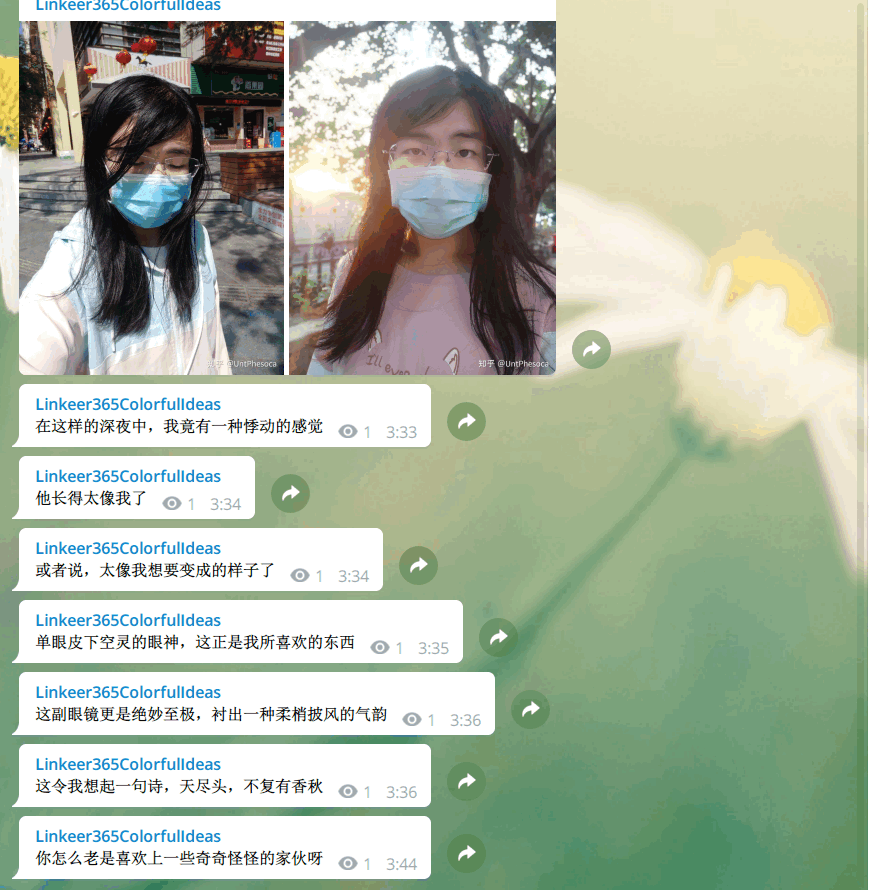 Linkeer365ColorfulIdeas
知乎 @UntPhesoca
知乎 @UntPhesoca
Linkeer365ColorfulIdeas
在这样的深夜中，我竟有一种悸动的感觉 1 3:33
Linkeer365ColorfulIdeas
他长得太像我了 1 3:34
Linkeer365ColorfulIdeas
或者说，太像我想要变成的样子了 1 3:34
Linkeer365ColorfulIdeas
单眼皮下空灵的眼神，这正是我所喜欢的东西 1 3:35
Linkeer365ColorfulIdeas
这副眼镜更是绝妙至极，衬出一种柔梢披风的气韵 1 3:36
Linkeer365ColorfulIdeas
这令我想起一句诗，天尽头，不复有香秋 1 3:36
Linkeer365ColorfulIdeas
你怎么老是喜欢上一些奇奇怪怪的家伙呀 1 3:44